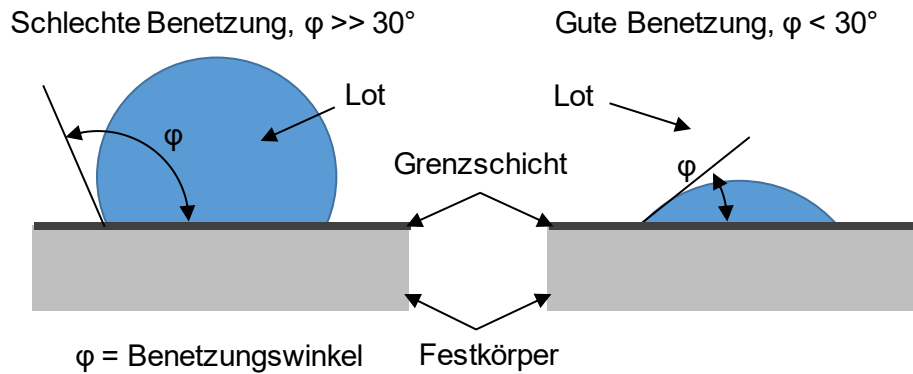 Schlechte Benetzung, φ >> 30°
Gute Benetzung, φ < 30°
Lot
Lot
φ
φ
Grenzschicht
φ = Benetzungswinkel
Festkörper